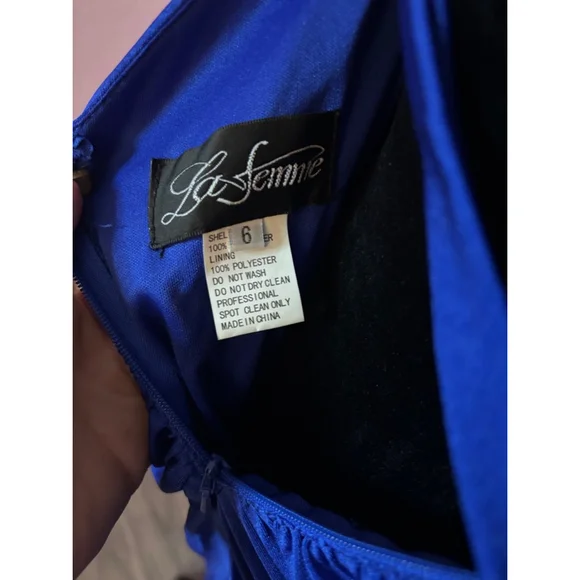 La Femme
SHEL
6
100% ER
LINING
100% POLYESTER
DO NOT WASH
DO NOT DRY CLEAN
PROFESSIONAL
SPOT CLEAN ONLY
MADE IN CHINA